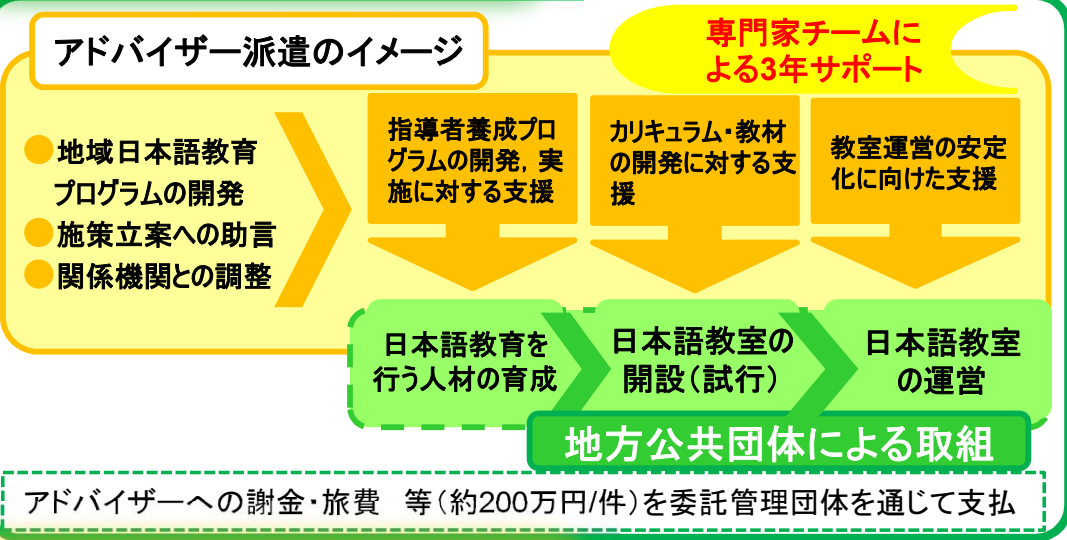 アドバイザー派遣のイメージ
専門家チームに
よる3年サポート
●地域日本語教育
プログラムの開発
●施策立案への助言
●関係機関との調整
指導者養成プロ
グラムの開発，実
施に対する支援
カリキュラム・教材
の開発に対する支
援
教室運営の安定
化に向けた支援
日本語教育を
行う人材の育成
日本語教室の
開設（試行）
日本語教室
の運営
地方公共団体による取組
アドバイザーへの謝金・旅費　等（約200万円/件）を委託管理団体を通じて支払